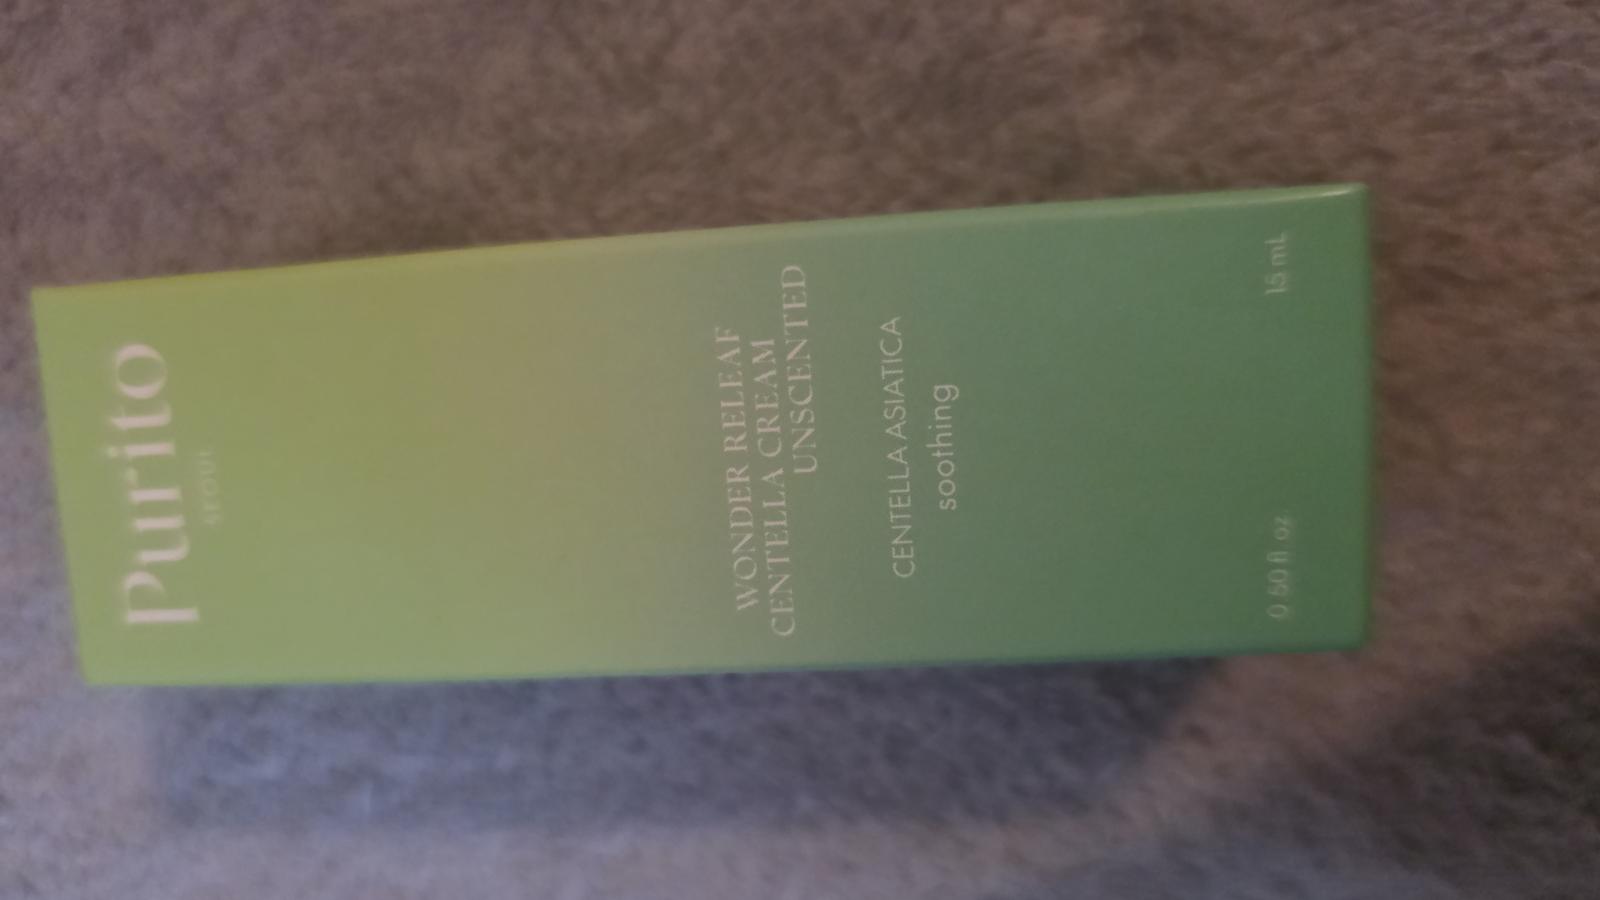 Purito
SEOUL
WONDER RELEAF
CENTELLA CREAM
UNSCENTED
CENTELLA ASIATICA
soothing
0.50 fl oz 15 mL